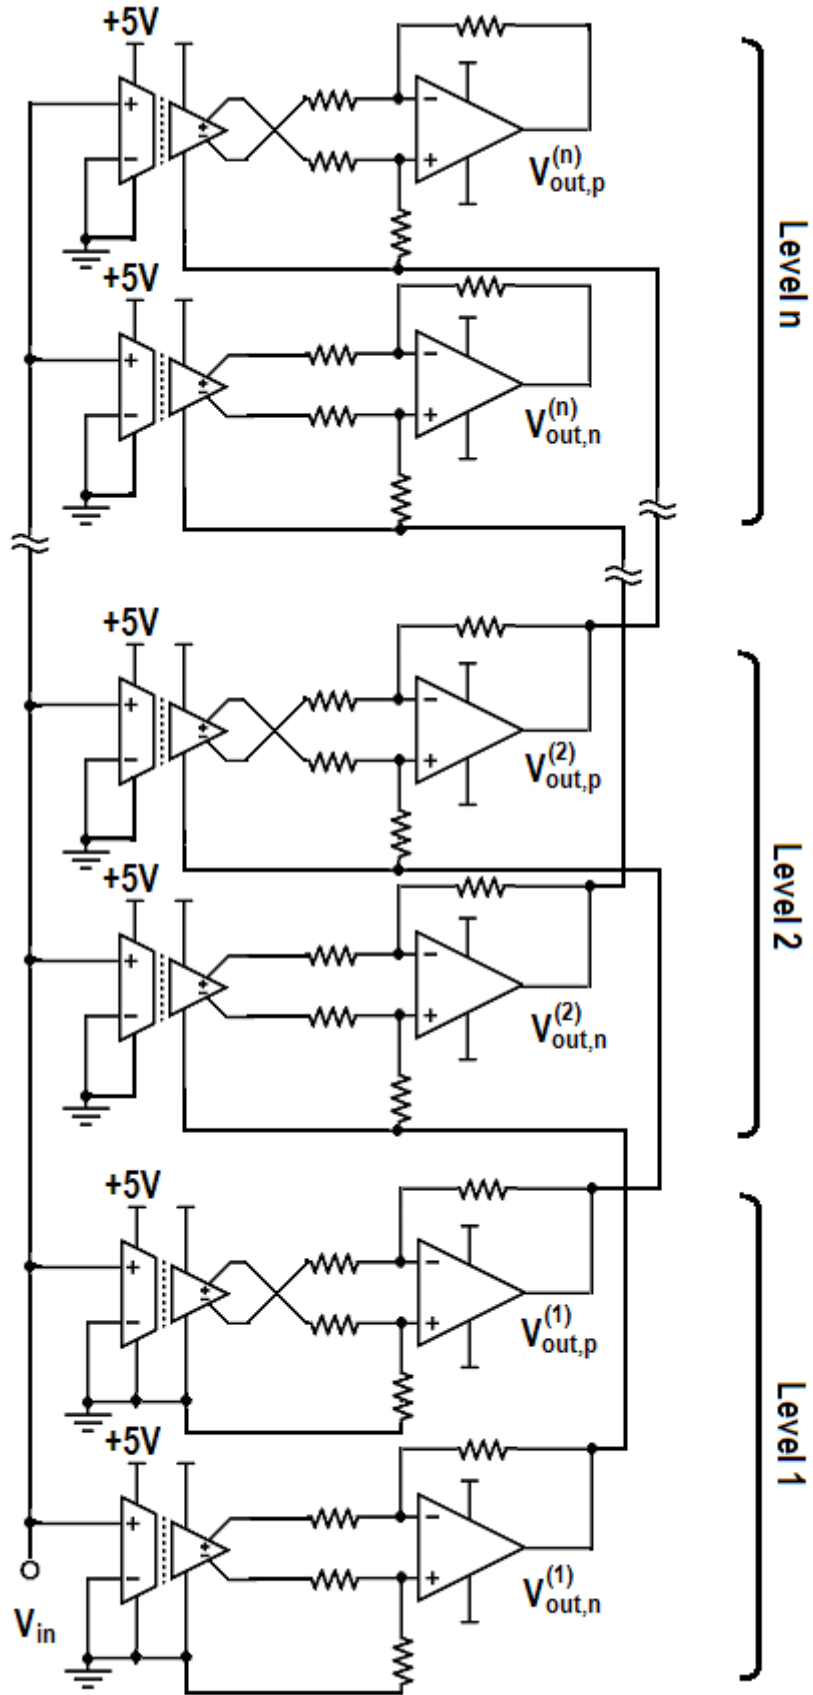 +5V
+
-
±
-
+
V(n)out,p
+5V
+
-
±
-
+
V(n)out,n
Level n
+5V
+
-
±
-
+
V(2)out,p
+5V
+
-
±
-
+
V(2)out,n
Level 2
+5V
+
-
±
-
+
V(1)out,p
+5V
+
-
±
-
+
V(1)out,n
Level 1
Vin